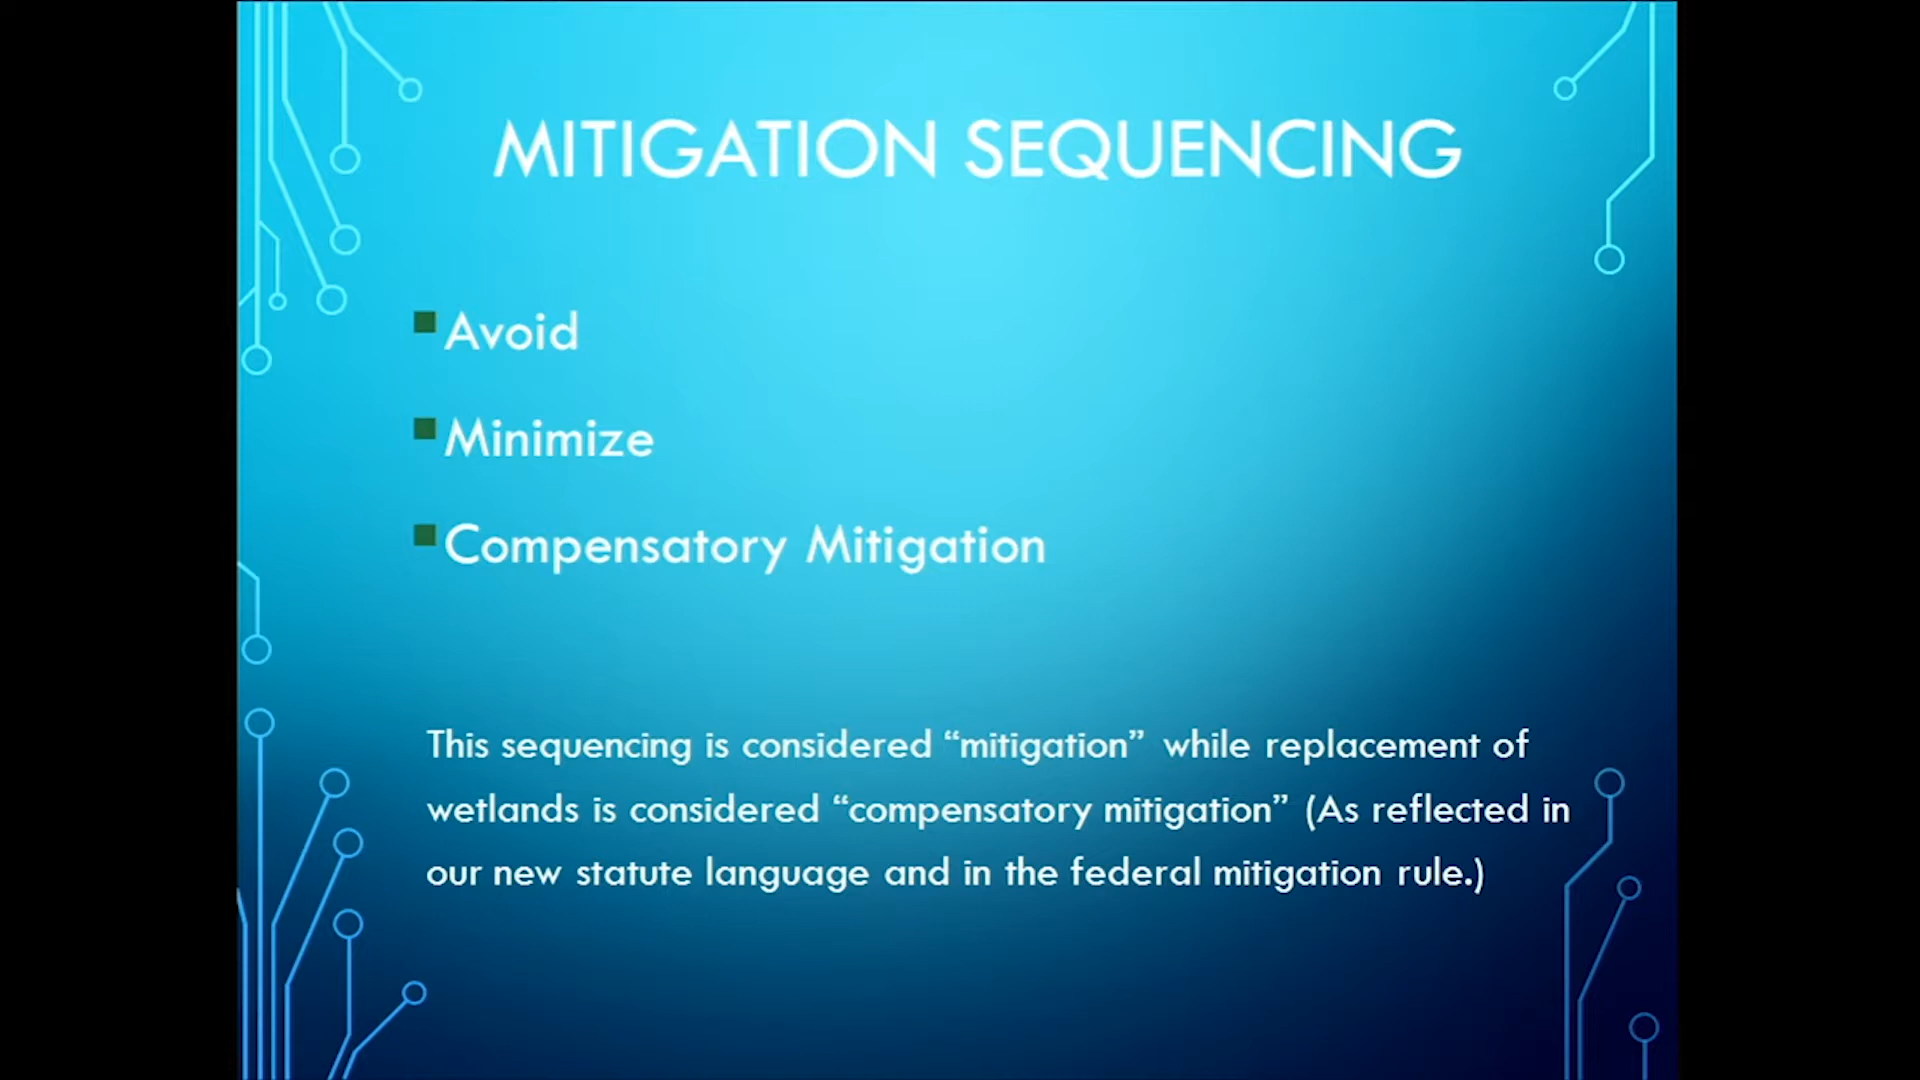 MITIGATION SEQUENCING
Avoid
Minimize
Compensatory Mitigation
This sequencing is considered “mitigation” while replacement of
wetlands is considered “compensatory mitigation” (As reflected in
our new statute language and in the federal mitigation rule.)